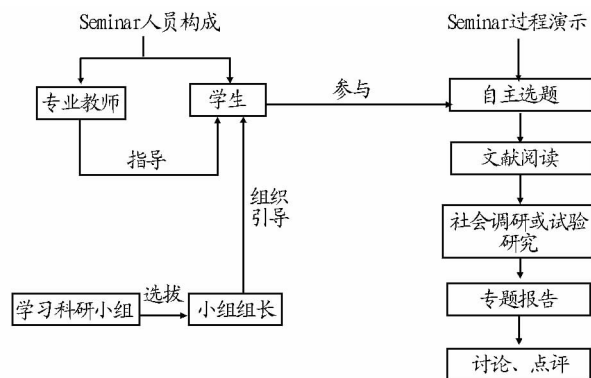 Seminar人员构成
Seminar过程演示
专业教师
学生
参与
自主选题
指导
文献阅读
组织
引导
社会调研或试验
研究
学习科研小组
选拔
小组组长
专题报告
讨论、点评